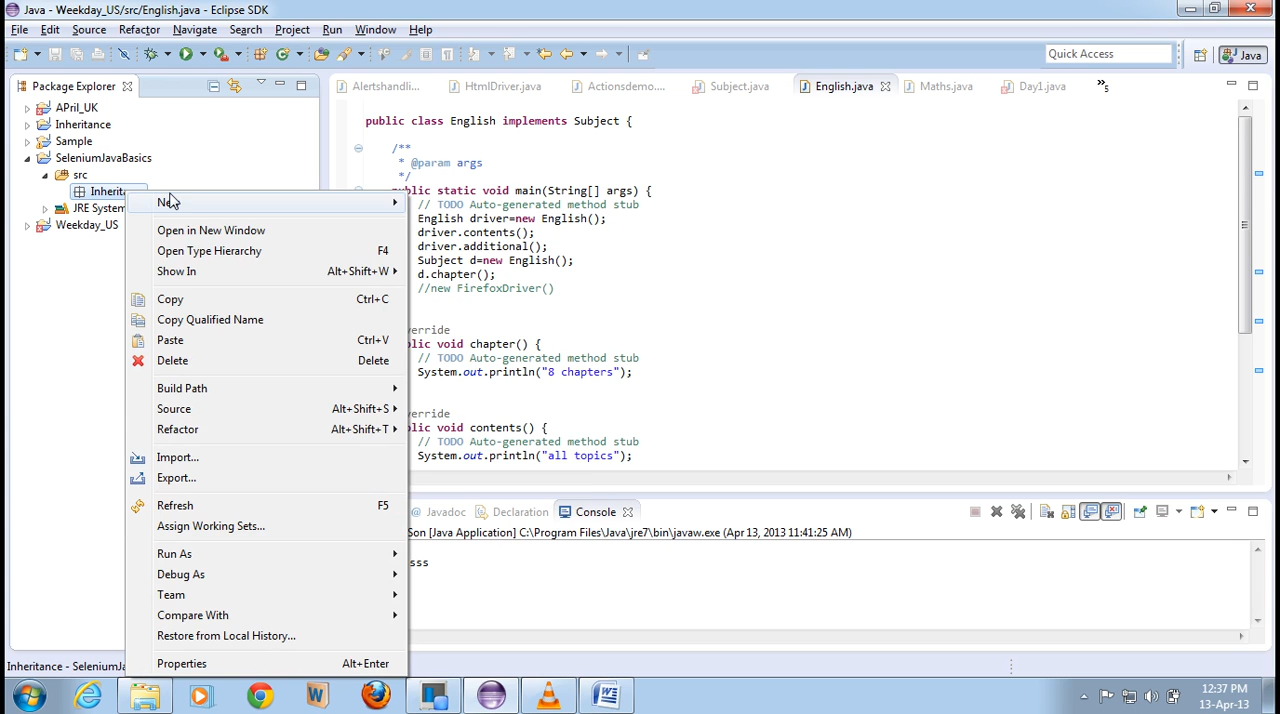 Java - Weekday_US/src/English.java - Eclipse SDK
File Edit Source Refactor Navigate Search Project Run Window Help
Quick Access
Java
Package Explorer
Alertshandli...
HtmlDriver.java
Actionsdemo....
Subject.java
English.java
Maths.java
Day1.java
»5
APril_UK
Inheritance
Sample
SeleniumJavaBasics
src
Inherita
JRE System
Weekday_US
New
Open in New Window
Open Type Hierarchy F4
Show In Alt+Shift+W
Copy Ctrl+C
Copy Qualified Name
Paste Ctrl+V
Delete Delete
Build Path
Source Alt+Shift+S
Refactor Alt+Shift+T
Import...
Export...
Refresh F5
Assign Working Sets...
Run As
Debug As
Team
Compare With
Restore from Local History...
Properties Alt+Enter
public class English implements Subject {
/**
* @param args
*/
public static void main(String[] args) {
// TODO Auto-generated method stub
English driver=new English();
driver.contents();
driver.additional();
Subject d=new English();
d.chapter();
//new FirefoxDriver()
verride
lic void chapter() {
// TODO Auto-generated method stub
System.out.println("8 chapters");
verride
lic void contents() {
// TODO Auto-generated method stub
System.out.println("all topics");
@ Javadoc
Declaration
Console
Son [Java Application] C:\Program Files\Java\jre7\bin\javaw.exe (Apr 13, 2013 11:41:25 AM)
sss
Inheritance - SeleniumJa
12:37 PM
13-Apr-13